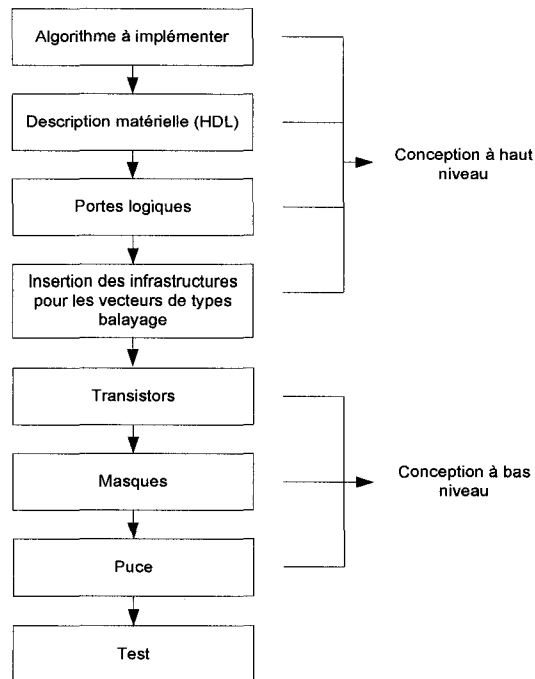 Algorithme à implémenter
Description matérielle (HDL)
Portes logiques
Insertion des infrastructures
pour les vecteurs de types
balayage
Conception à haut
niveau
Transistors
Masques
Puce
Conception à bas
niveau
Test